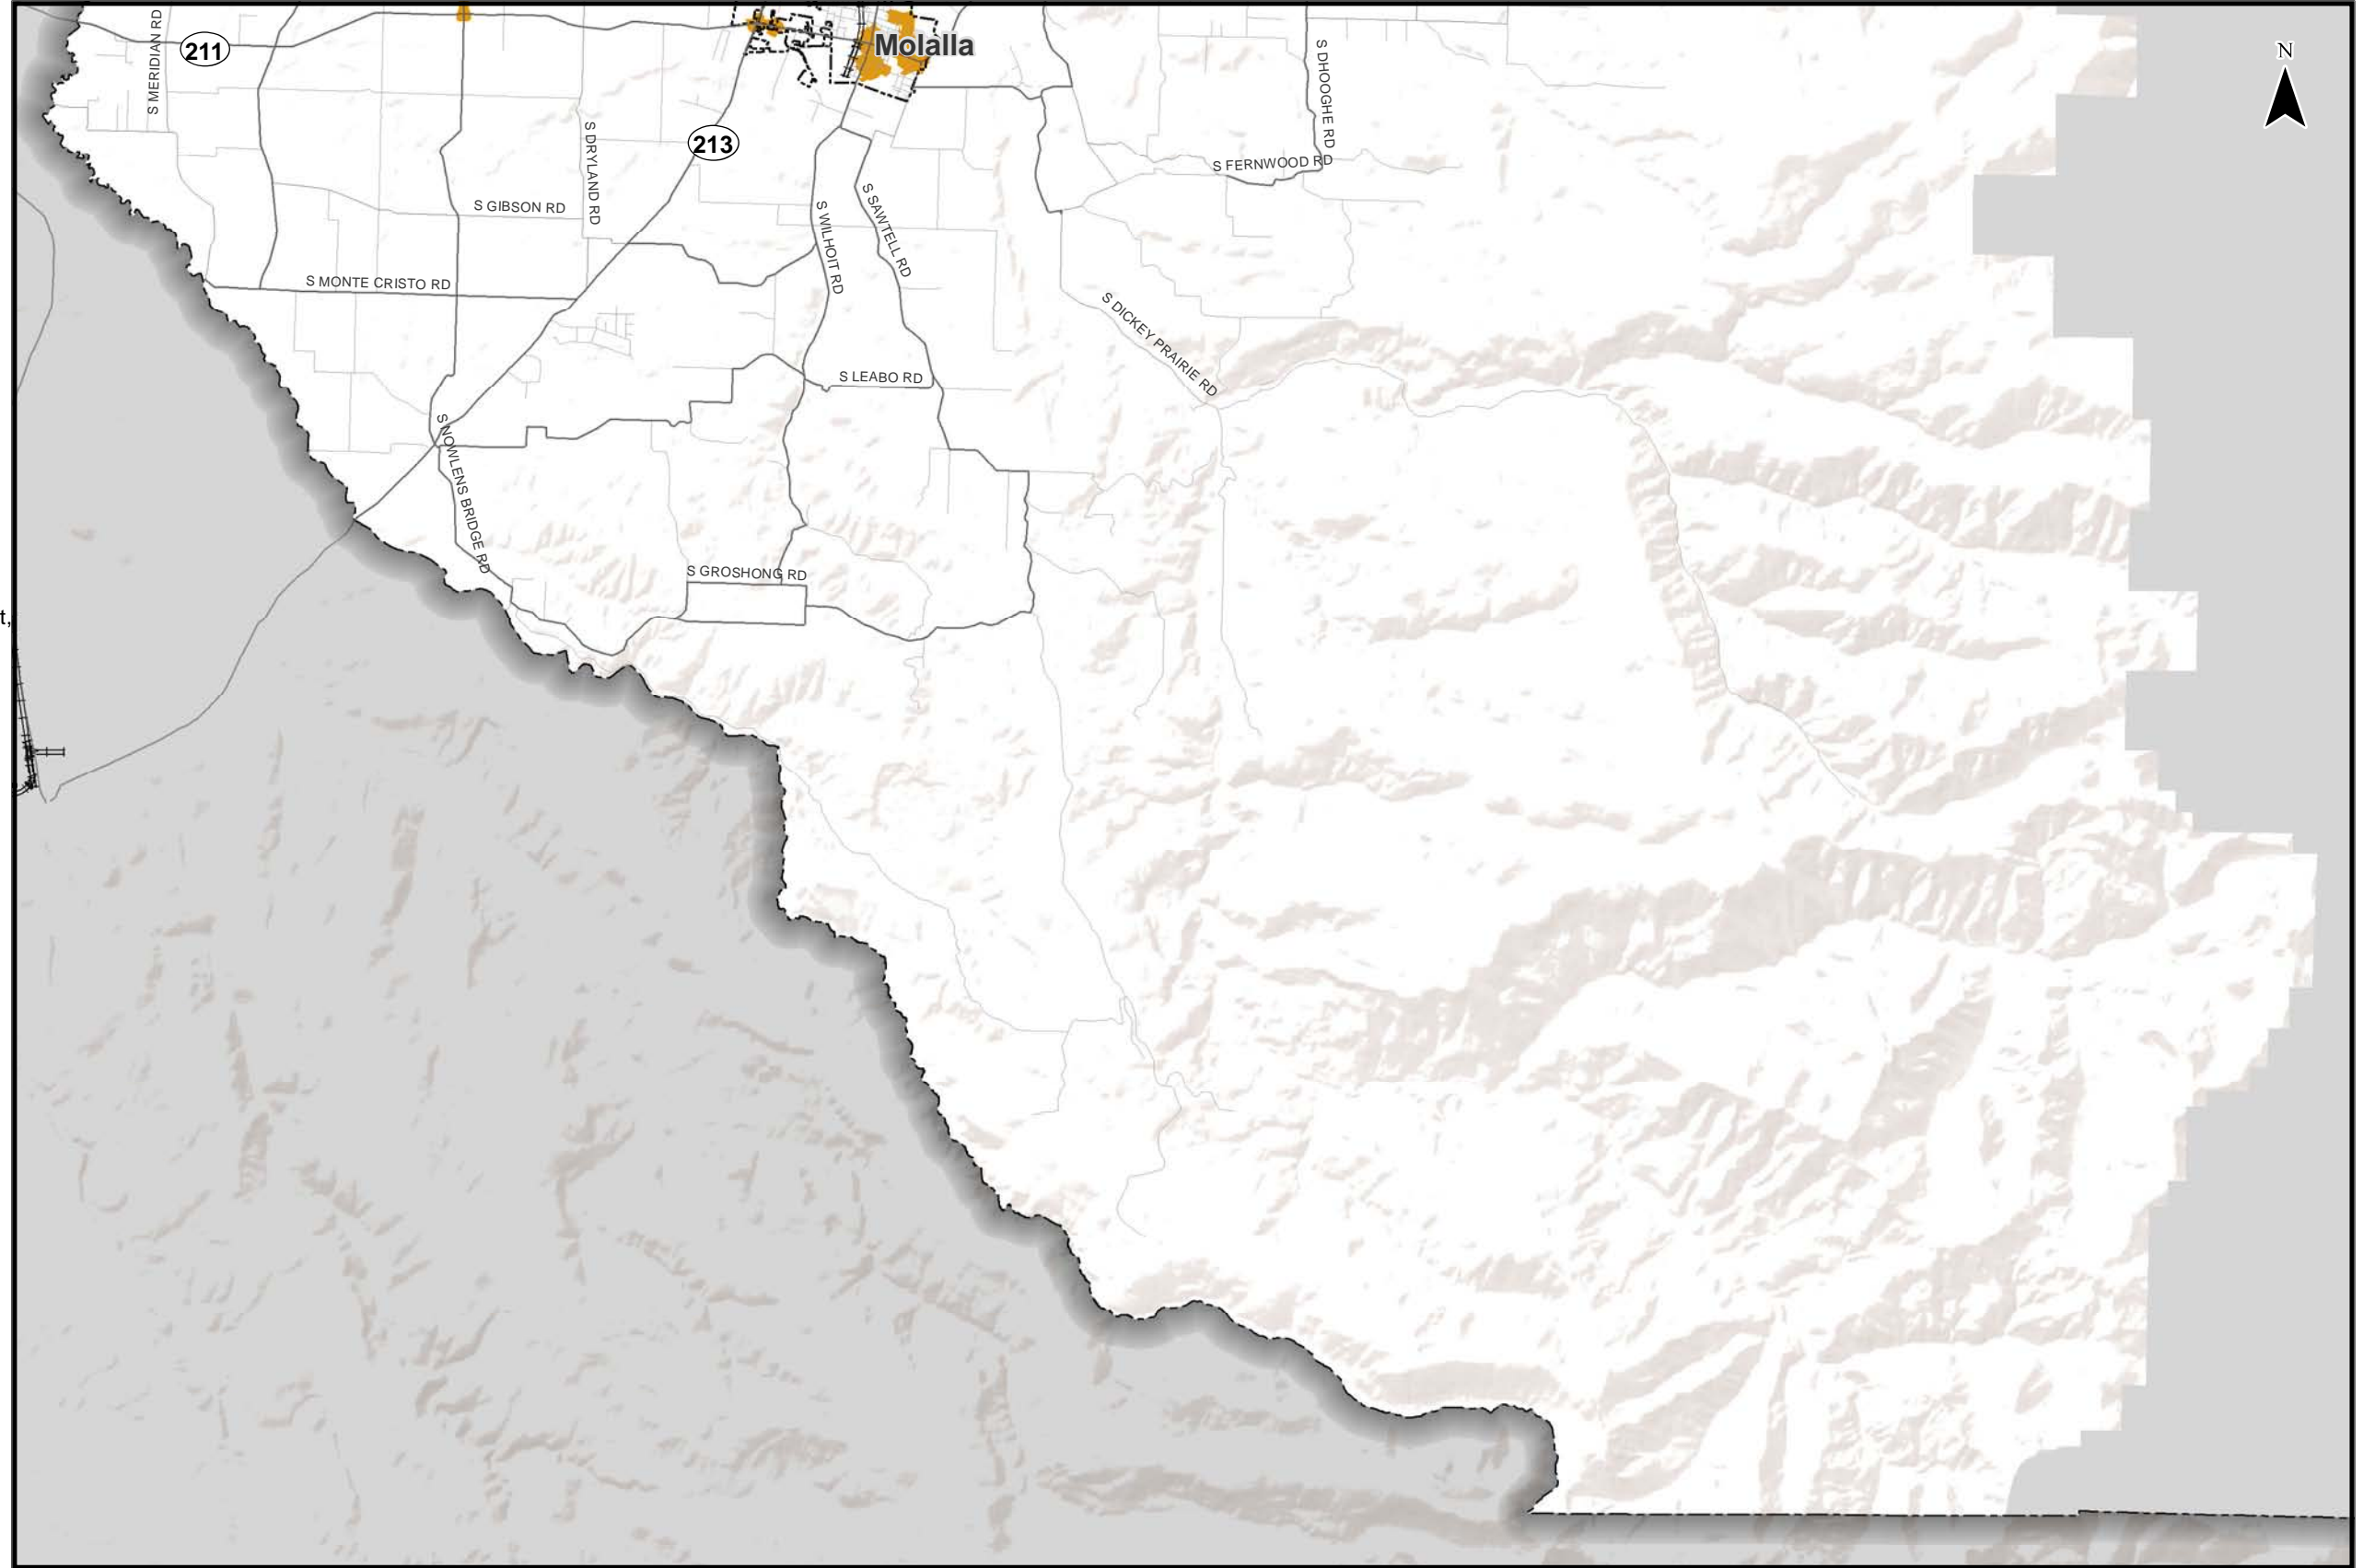 S MERIDIAN RD
211
Molalla
N
S DHOOGHE RD
213
S DRYLAND RD
S FERNWOOD RD
S GIBSON RD
S SAWTELL RD
S WILHOIT RD
S MONTE CRISTO RD
S DICKEY PRAIRIE RD
S LEABO RD
S NOWLENS BRIDGE RD
S GROSHONG RD
t,